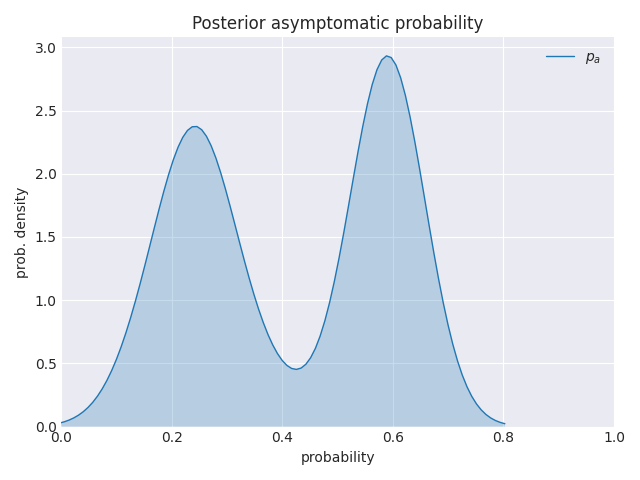 Posterior asymptomatic probability
pₐ
prob. density
3.0
2.5
2.0
1.5
1.0
0.5
0.0
0.0 0.2 0.4 0.6 0.8 1.0
probability